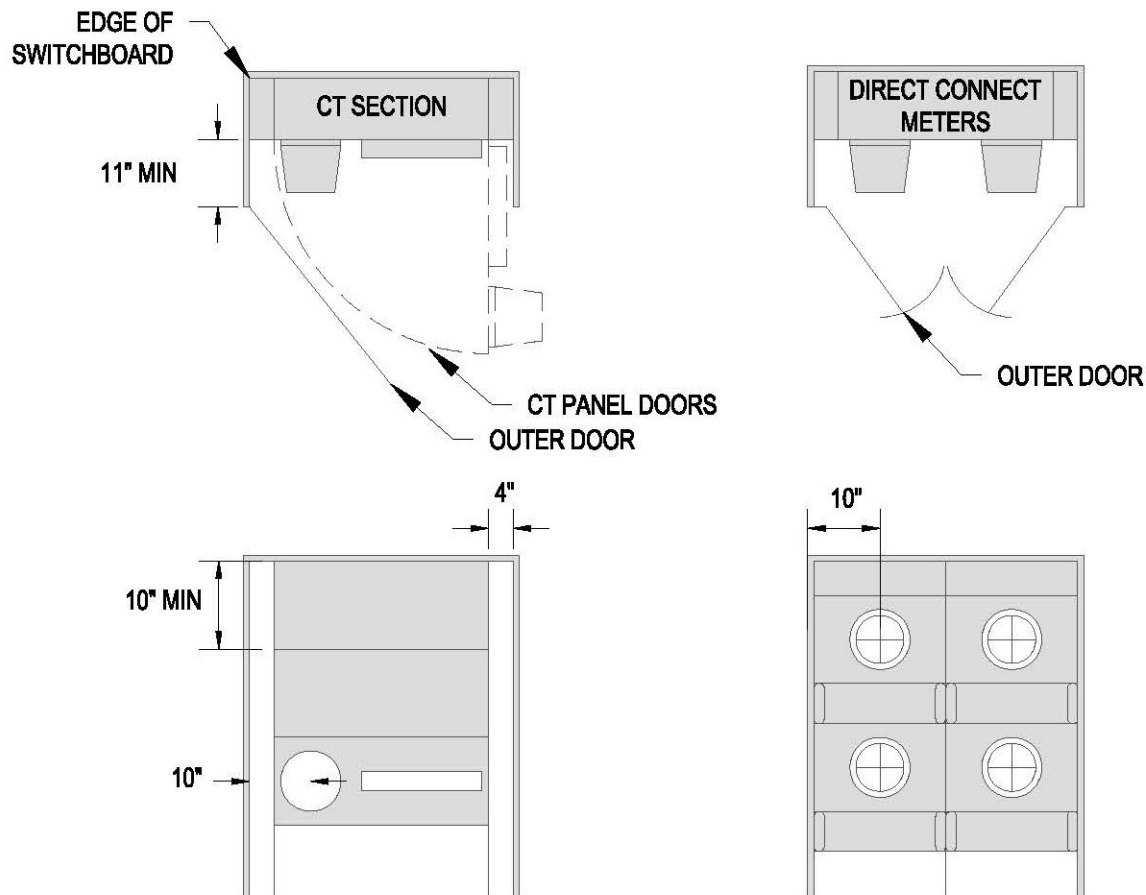 EDGE OF
SWITCHBOARD
CT SECTION
11" MIN
CT PANEL DOORS
OUTER DOOR
DIRECT CONNECT
METERS
OUTER DOOR
4"
10" MIN
10"
10"